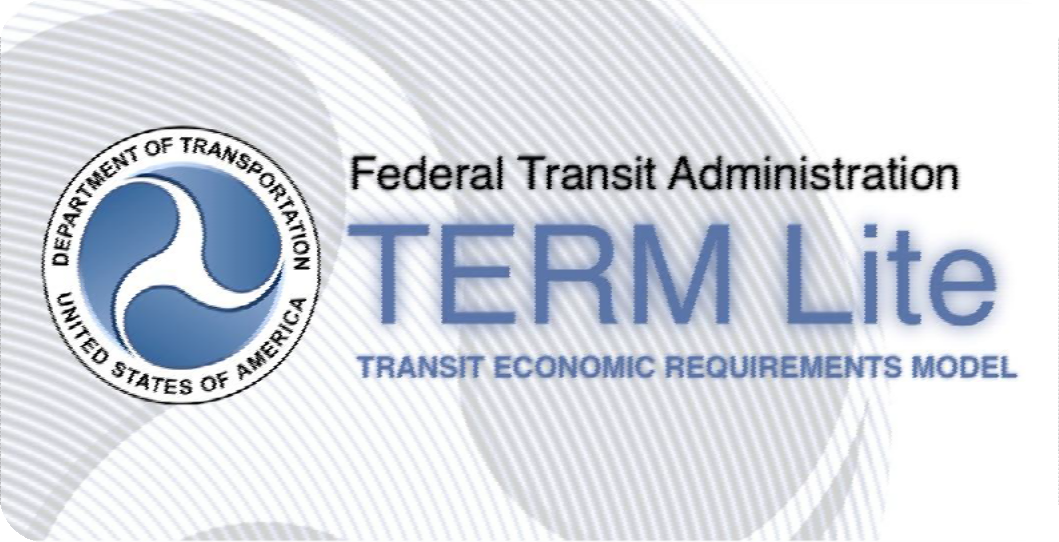 DEPARTMENT OF TRANSPORTATION
UNITED STATES OF AMERICA
Federal Transit Administration
TERM Lite
TRANSIT ECONOMIC REQUIREMENTS MODEL